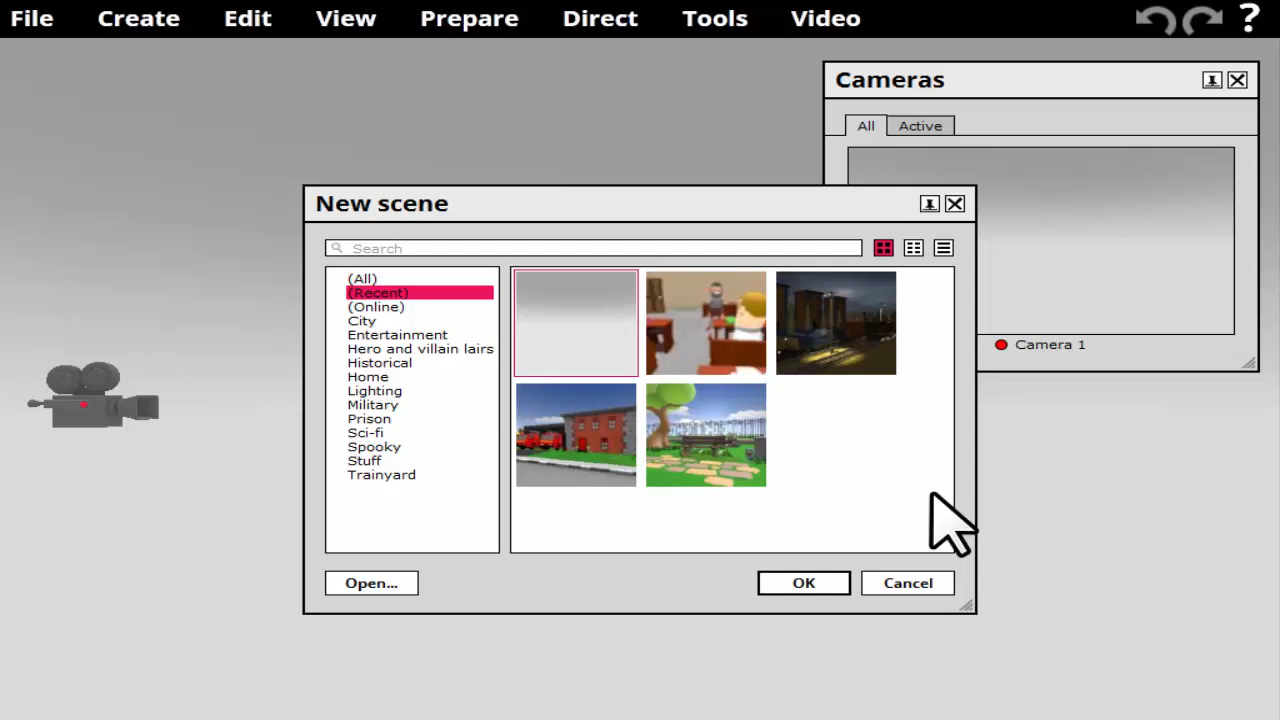 File Create Edit View Prepare Direct Tools Video ?
Cameras
All Active
Camera 1
New scene
Search
(All)
(Recent)
(Online)
City
Entertainment
Hero and villain lairs
Historical
Home
Lighting
Military
Prison
Sci-fi
Spooky
Stuff
Trainyard
Open... OK Cancel